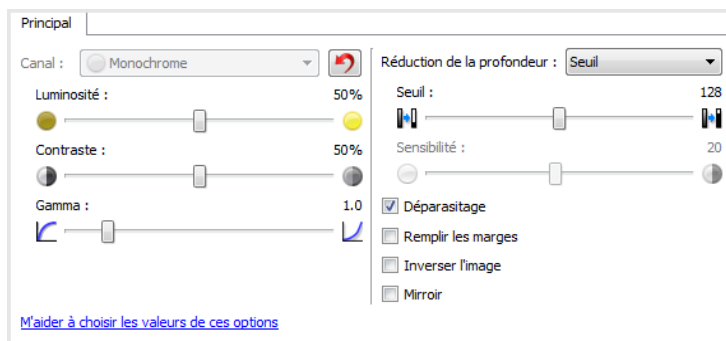 Principal
Canal : Monochrome
Luminosité : 50%
Contraste : 50%
Gamma : 1.0
Réduction de la profondeur : Seuil
Seuil : 128
Sensibilité : 20
Déparasitage
Remplir les marges
Inverser l'image
Mirroir
M'aider à choisir les valeurs de ces options